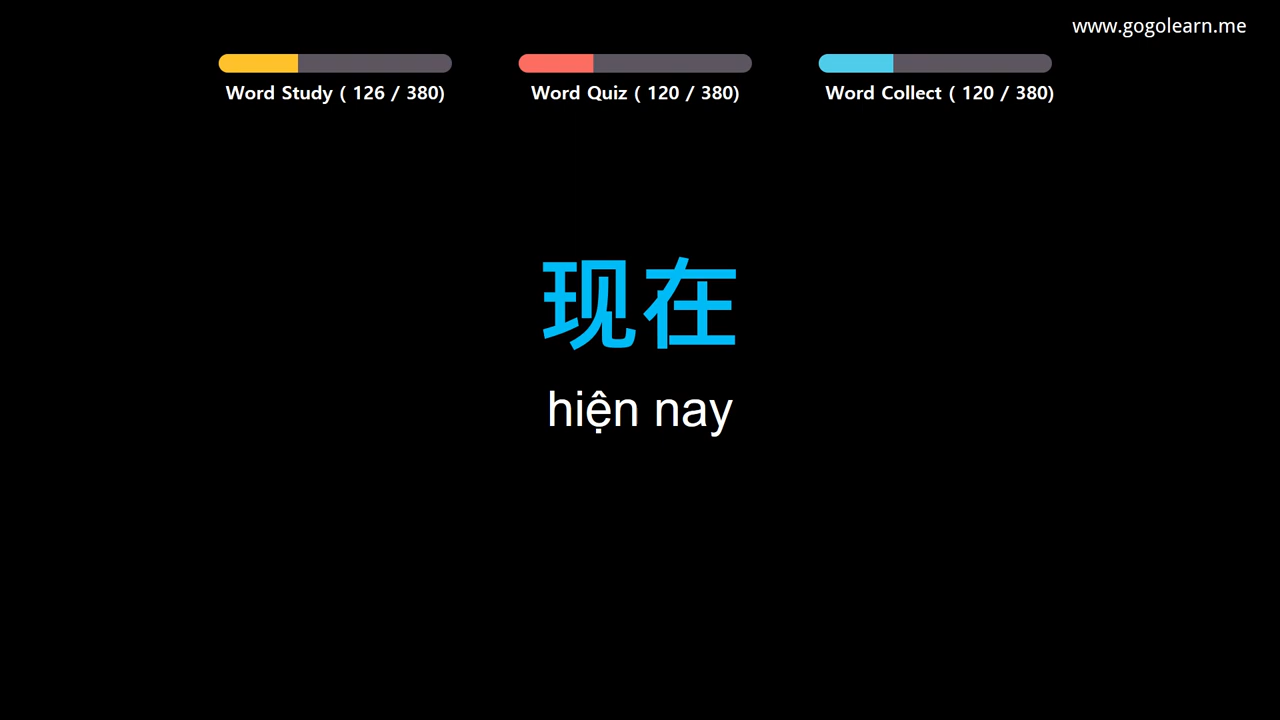 www.gogolearn.me
Word Study ( 126 / 380)
Word Quiz ( 120 / 380)
Word Collect ( 120 / 380)
现在
hiện nay